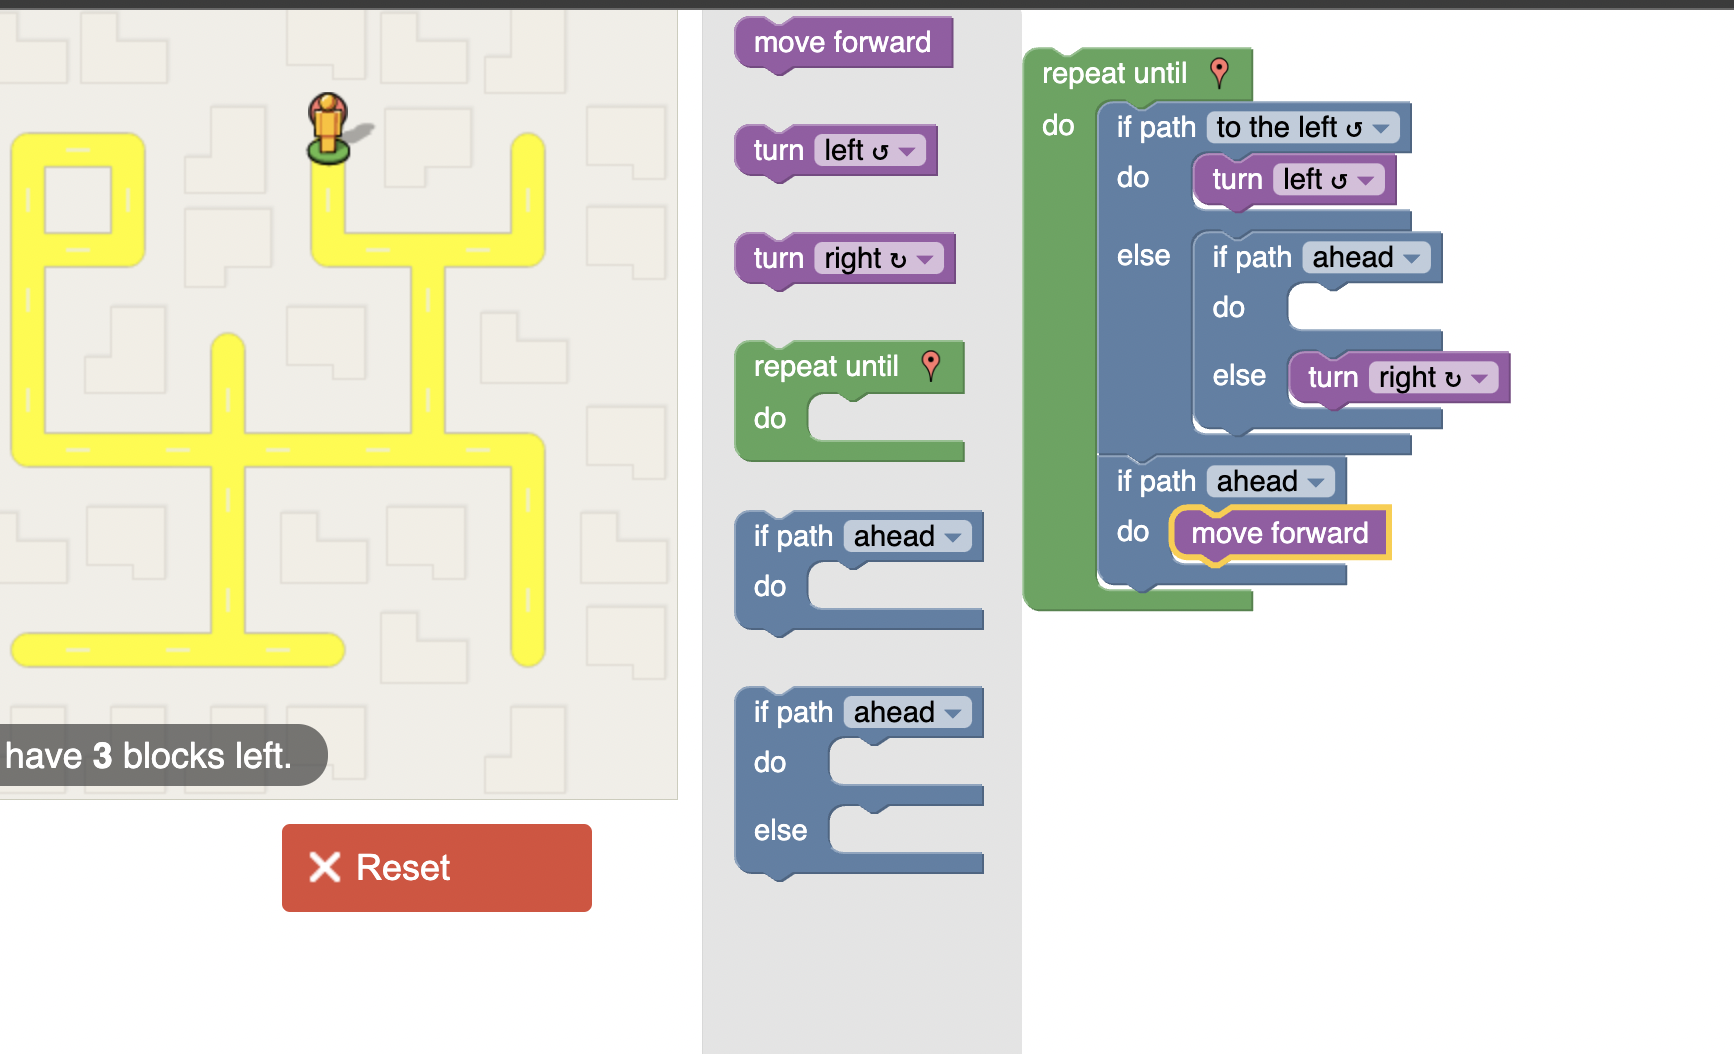 have 3 blocks left.
Reset
move forward
turn left ↺
turn right ↻
repeat until
do
if path ahead
do
if path ahead
do
else
repeat until
do
if path to the left ↺
do
turn left ↺
else
if path ahead
do
else
turn right ↻
if path ahead
do
move forward